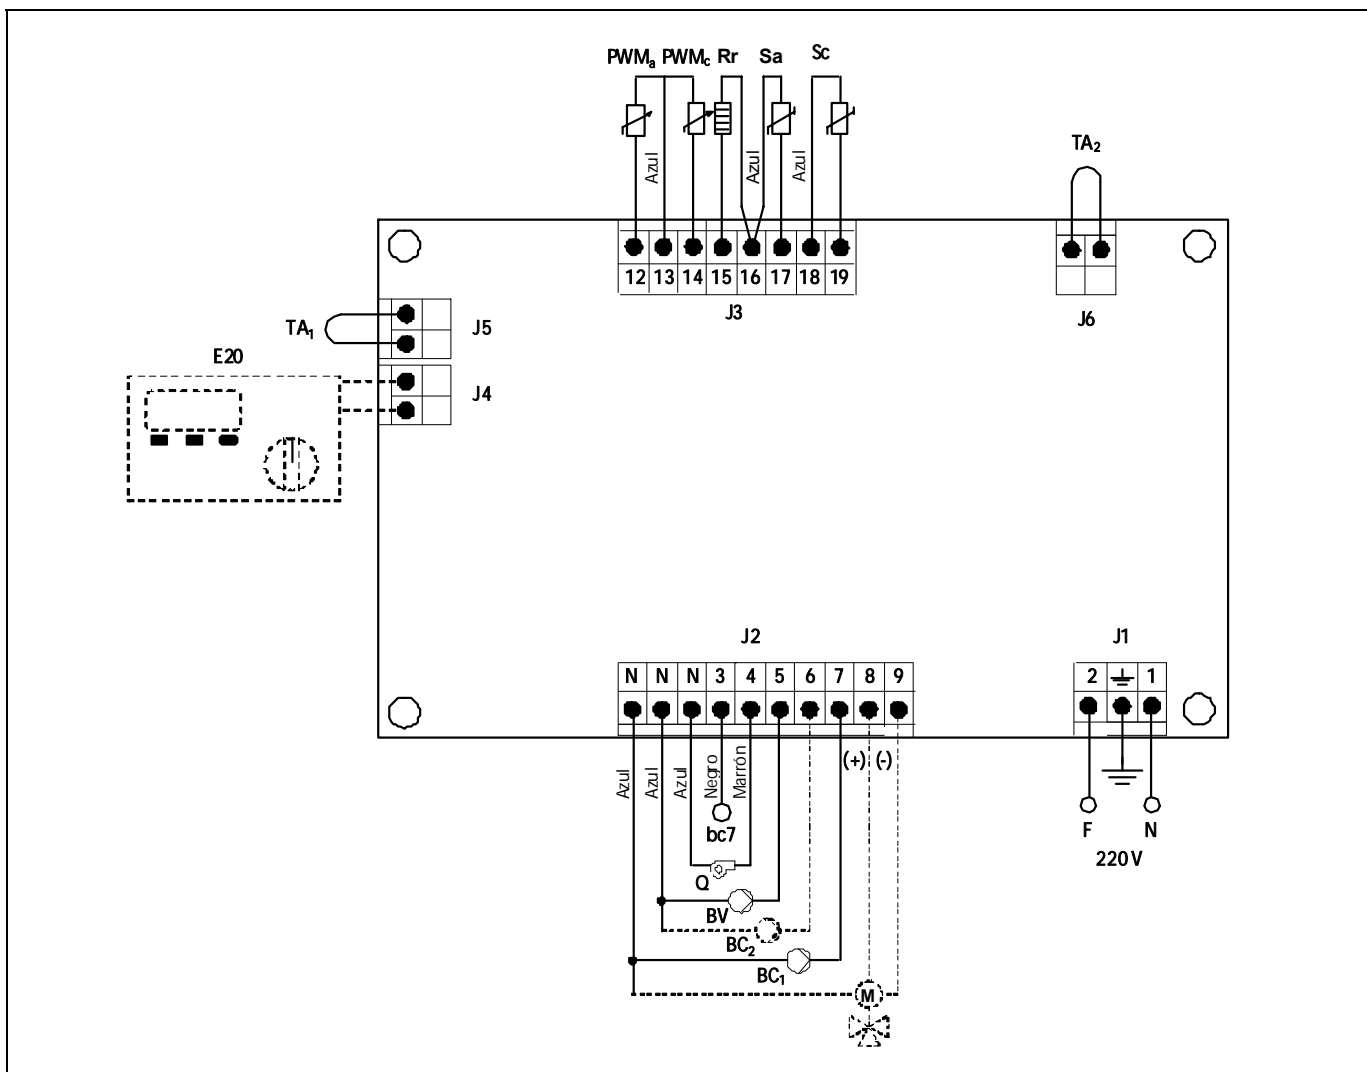 PWMa PWMc Rr Sa Sc
Azul
Azul
Azul
TA2
12 13 14 15 16 17 18 19
J3
J6
TA1
J5
E20
J4
J2
J1
N N N 3 4 5 6 7 8 9
2 1
Azul
Azul
Azul
Negro
Marrón
(+) (-)
bc7
Q
BV
BC2
BC1
M
F N
220 V